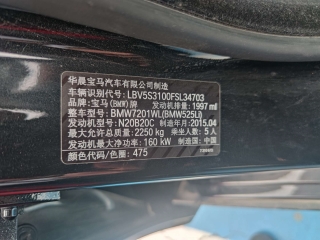 华晨宝马汽车有限公司制造
车辆识别代号: LBV5S3100FSL34703
品牌: 宝马(BMW)牌 发动机排量: 1997 ml
整车型号: BMW7201WL(BMW525Li)
发动机型号: N20B20C 制造年月: 2015.04
最大允许总质量: 2250 kg 乘坐人数: 5 人
发动机最大净功率: 160 kW 制造国: 中国
颜色代码/色圈: 475